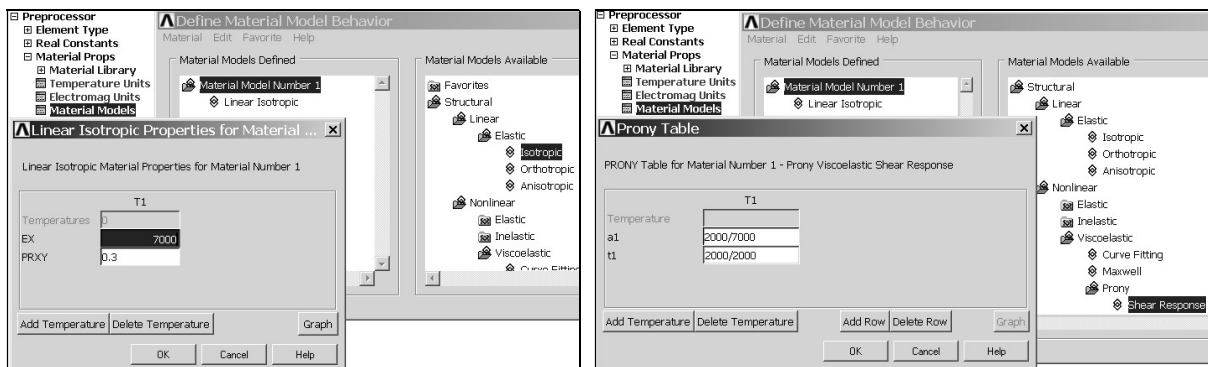 Preprocessor
Element Type
Real Constants
Material Props
Material Library
Temperature Units
Electromag Units
Material Models
Define Material Model Behavior
Material Edit Favorite Help
Material Models Defined
Material Model Number 1
Linear Isotropic
Material Models Available
Favorites
Structural
Linear
Elastic
Isotropic
Orthotropic
Anisotropic
Nonlinear
Elastic
Inelastic
Viscoelastic
Curve Fitting
Linear Isotropic Properties for Material ...
Linear Isotropic Material Properties for Material Number 1
T1
Temperatures 0
EX 7000
PRXY 0.3
Add Temperature Delete Temperature Graph
OK Cancel Help
Preprocessor
Element Type
Real Constants
Material Props
Material Library
Temperature Units
Electromag Units
Material Models
Define Material Model Behavior
Material Edit Favorite Help
Material Models Defined
Material Model Number 1
Linear Isotropic
Material Models Available
Structural
Linear
Elastic
Isotropic
Orthotropic
Anisotropic
Nonlinear
Elastic
Inelastic
Viscoelastic
Curve Fitting
Maxwell
Prony
Shear Response
Prony Table
PRONY Table for Material Number 1 - Prony Viscoelastic Shear Response
T1
Temperature
a1 2000/7000
t1 2000/2000
Add Temperature Delete Temperature Add Row Delete Row Graph
OK Cancel Help